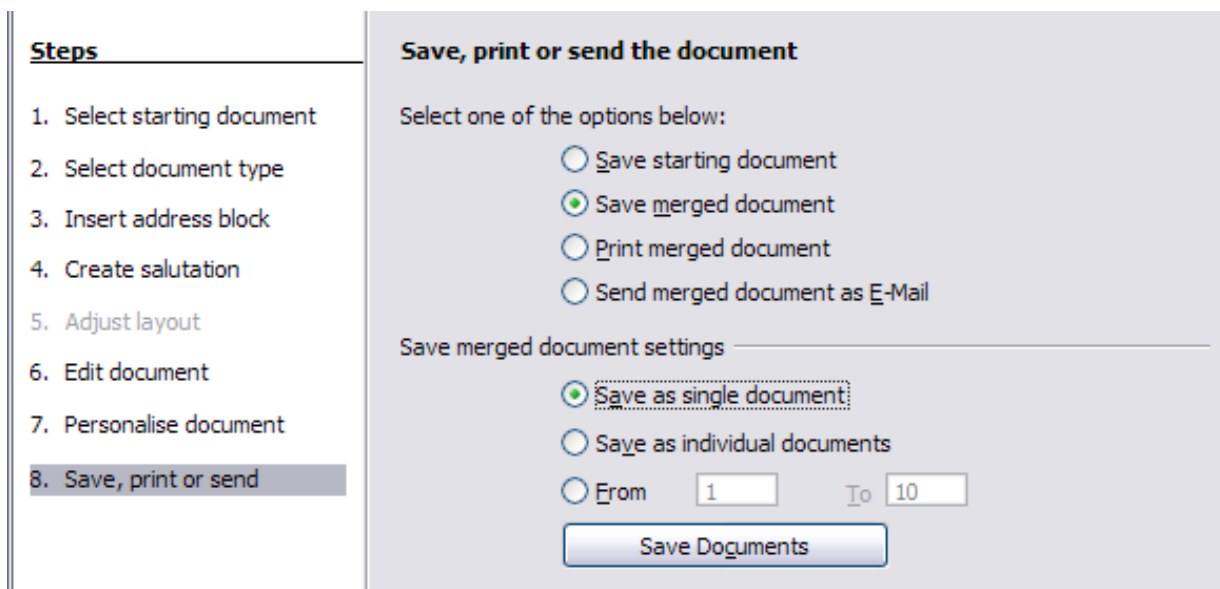 Steps
1. Select starting document
2. Select document type
3. Insert address block
4. Create salutation
5. Adjust layout
6. Edit document
7. Personalise document
8. Save, print or send
Save, print or send the document
Select one of the options below:
Save starting document
Save merged document
Print merged document
Send merged document as E-Mail
Save merged document settings
Save as single document
Save as individual documents
From 1 To 10
Save Documents